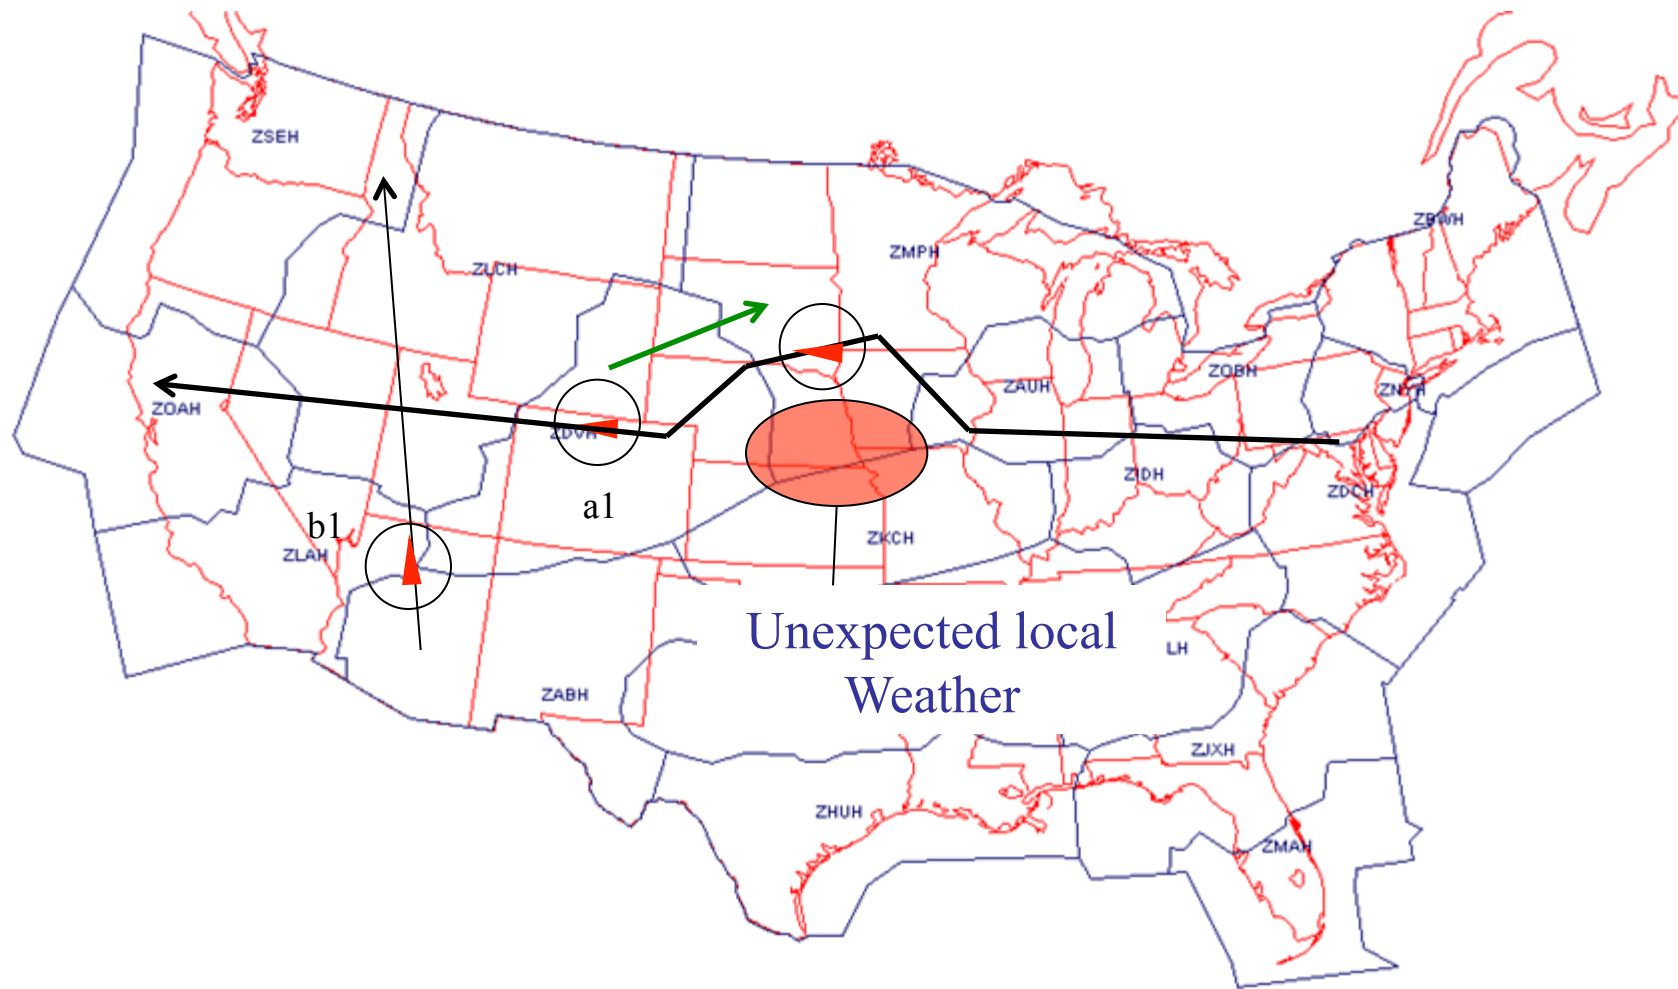 ZSEH
ZBWH
ZMPH
ZLCH
ZOBH
ZAUH
ZNYH
ZOAH
ZDVH
ZIDH
ZDCH
a1
b1
ZKCH
ZLAH
Unexpected local
Weather
LH
ZABH
ZJXH
ZHUH
ZMAH